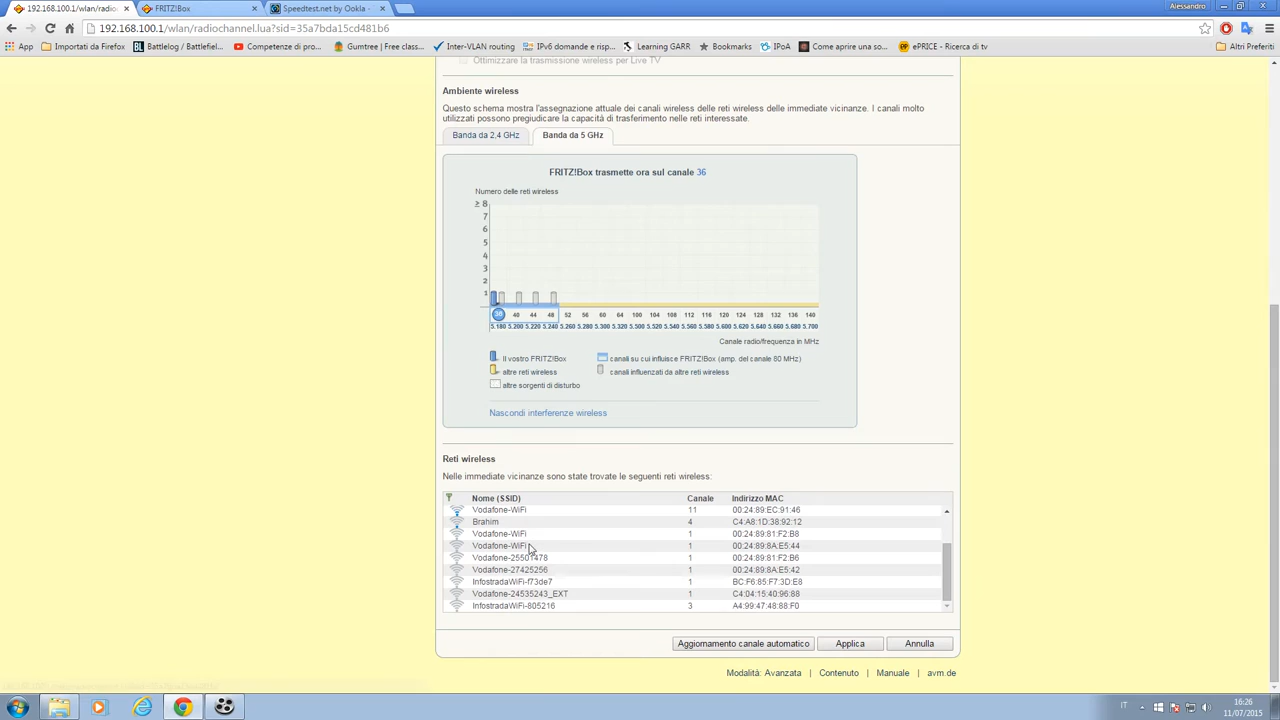 192.168.100.1/wlan/radio
FRITZ!Box
Speedtest.net by Ookla
Alessandro
192.168.100.1/wlan/radiochannel.lua?sid=35a7bda15cd481b6
App
Importati da Firefox
Battlelog / Battlefiel...
Competenze di pro...
Gumtree | Free class...
Inter-VLAN routing
IPv6 domande e risp...
Learning GARR
Bookmarks
IPoA
Come aprire una so...
ePRICE - Ricerca di tv
Altri Preferiti
Ottimizzare la trasmissione wireless per Live TV
Ambiente wireless
Questo schema mostra l'assegnazione attuale dei canali wireless delle reti wireless delle immediate vicinanze. I canali molto
utilizzati possono pregiudicare la capacità di trasferimento nelle reti interessate.
Banda da 2,4 GHz
Banda da 5 GHz
FRITZ!Box trasmette ora sul canale 36
Numero delle reti wireless
≥ 8
7
6
5
4
3
2
1
36 40 44 48 52 56 60 64 100 104 108 112 116 120 124 128 132 136 140
5.180 5.200 5.220 5.240 5.260 5.280 5.300 5.320 5.500 5.520 5.540 5.560 5.580 5.600 5.620 5.640 5.660 5.680 5.700
Canale radio/frequenza in MHz
Il vostro FRITZ!Box
canali su cui influisce FRITZ!Box (amp. del canale 80 MHz)
altre reti wireless
canali influenzati da altre reti wireless
altre sorgenti di disturbo
Nascondi interferenze wireless
Reti wireless
Nelle immediate vicinanze sono state trovate le seguenti reti wireless:
Nome (SSID) Canale Indirizzo MAC
Vodafone-WiFi 11 00:24:89:EC:91:46
Brahim 4 C4:A8:1D:38:92:12
Vodafone-WiFi 1 00:24:89:81:F2:B8
Vodafone-WiFi 1 00:24:89:8A:E5:44
Vodafone-25501478 1 00:24:89:81:F2:B6
Vodafone-27425256 1 00:24:89:8A:E5:42
InfostradaWiFi-f73de7 1 BC:F6:85:F7:3D:E8
Vodafone-24535243_EXT 1 C4:04:15:40:96:88
InfostradaWiFi-805216 3 A4:99:47:48:88:F0
Aggiornamento canale automatico
Applica
Annulla
Modalità: Avanzata | Contenuto | Manuale | avm.de
IT
16:26
11/07/2015